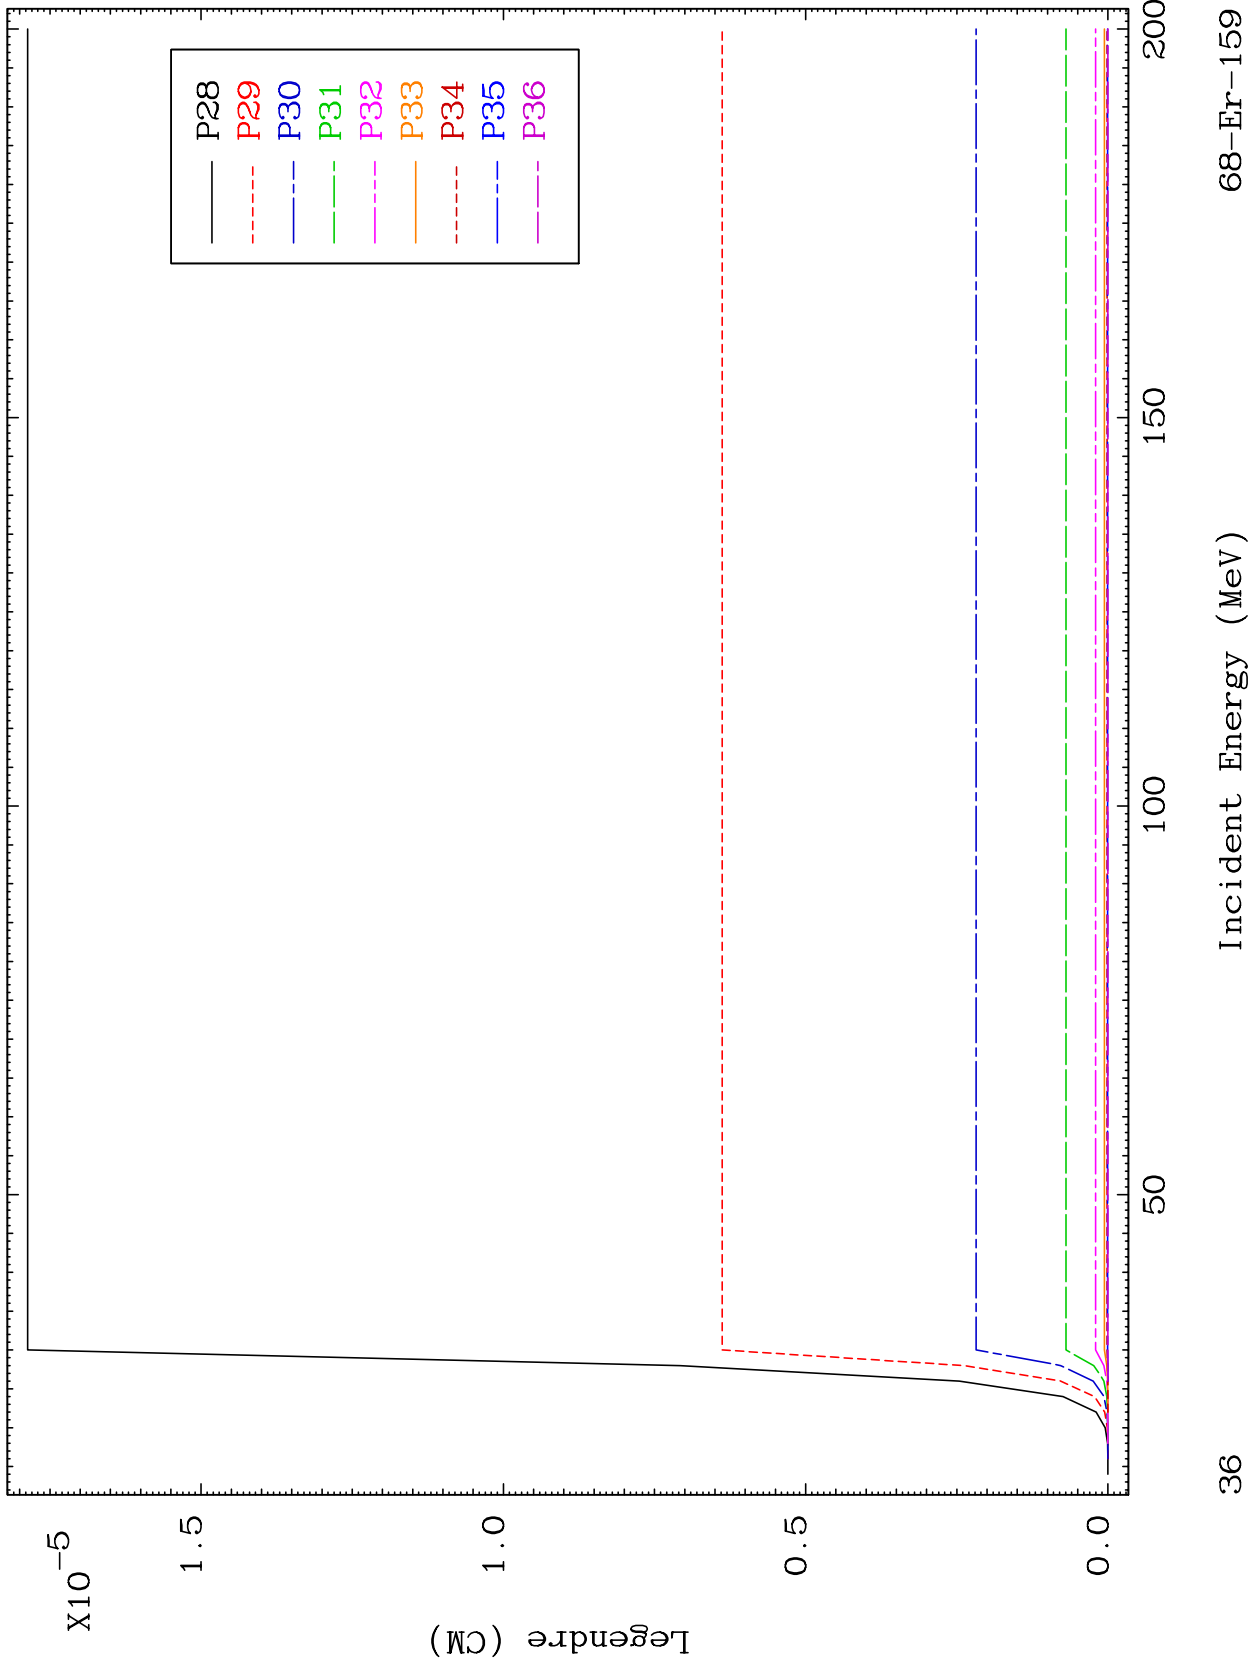 X10-5
1.5
1.0
0.5
0.0
Legendre (CM)
P28
P29
P30
P31
P32
P33
P34
P35
P36
50
100
150
200
Incident Energy (MeV)
36
68-Er-159